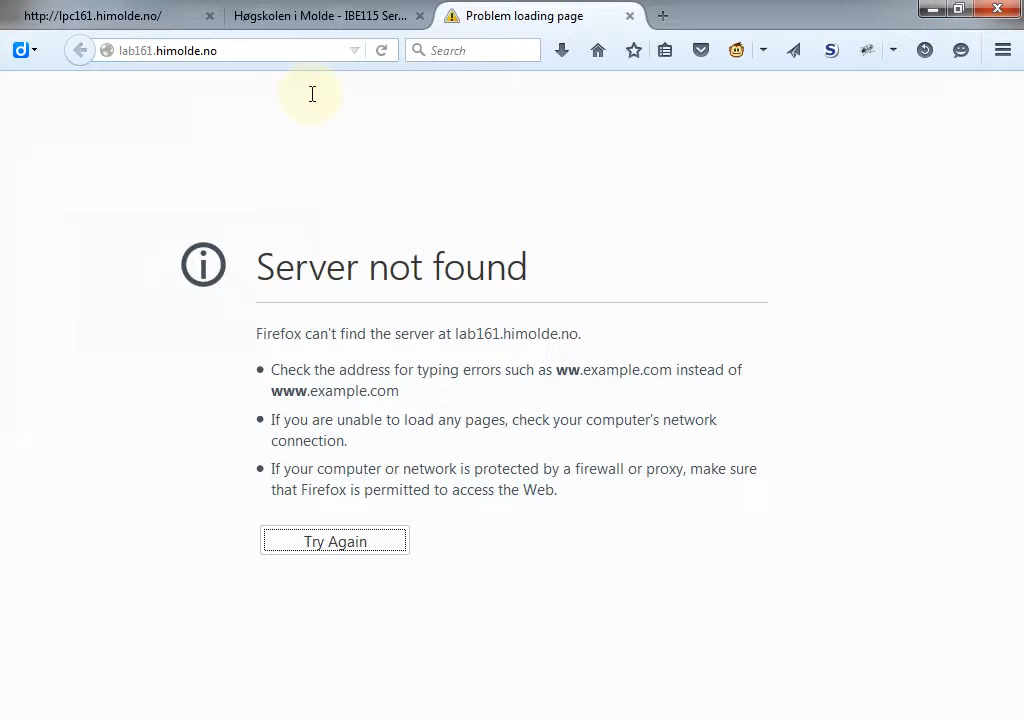 http://lpc161.himolde.no/
Høgskolen i Molde - IBE115 Ser...
Problem loading page
lab161.himolde.no
Search
Server not found
Firefox can't find the server at lab161.himolde.no.
Check the address for typing errors such as ww.example.com instead of
www.example.com
If you are unable to load any pages, check your computer's network
connection.
If your computer or network is protected by a firewall or proxy, make sure
that Firefox is permitted to access the Web.
Try Again